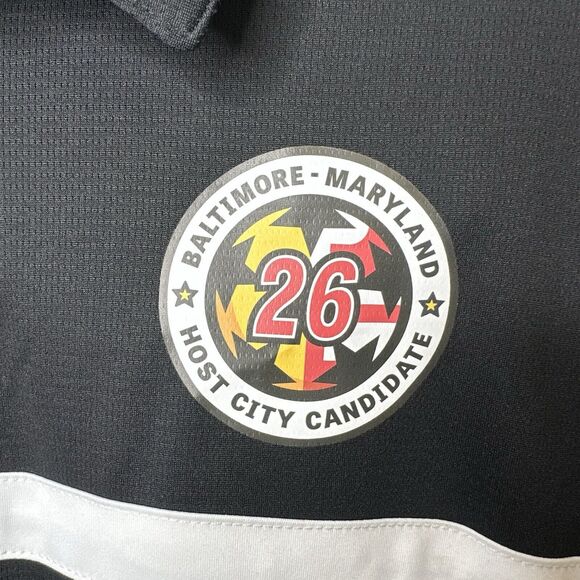 BALTIMORE - MARYLAND
26
HOST CITY CANDIDATE